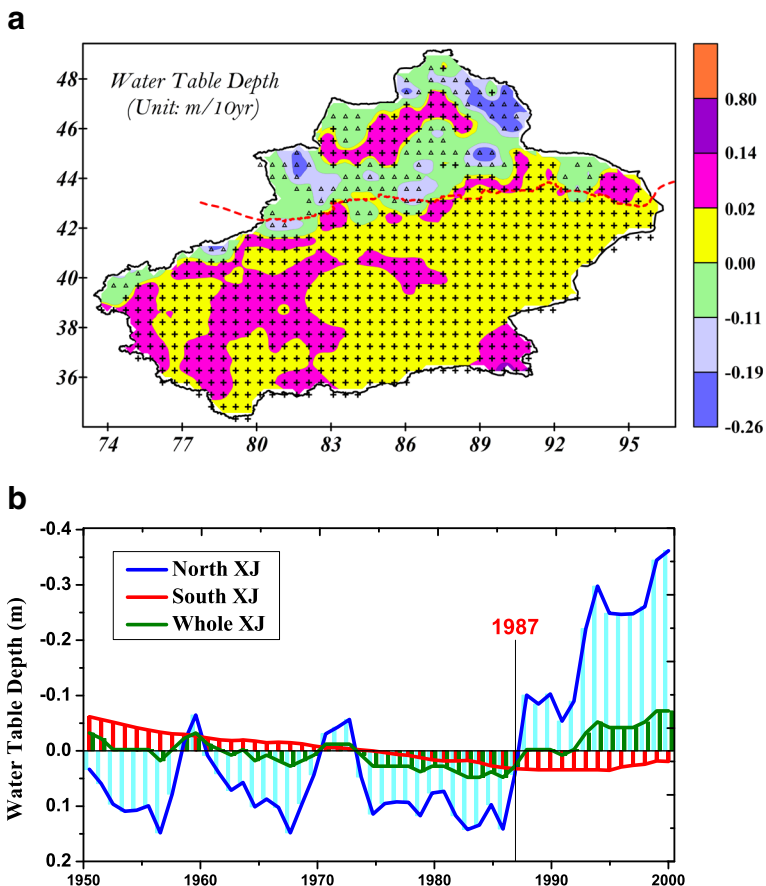 a
Water Table Depth
(Unit: m/10yr)
48
46
44
42
40
38
36
74 77 80 83 86 89 92 95
0.80
0.14
0.02
0.00
-0.11
-0.19
-0.26
b
Water Table Depth (m)
-0.4
-0.3
-0.2
-0.1
0.0
0.1
0.2
North XJ
South XJ
Whole XJ
1987
1950 1960 1970 1980 1990 2000